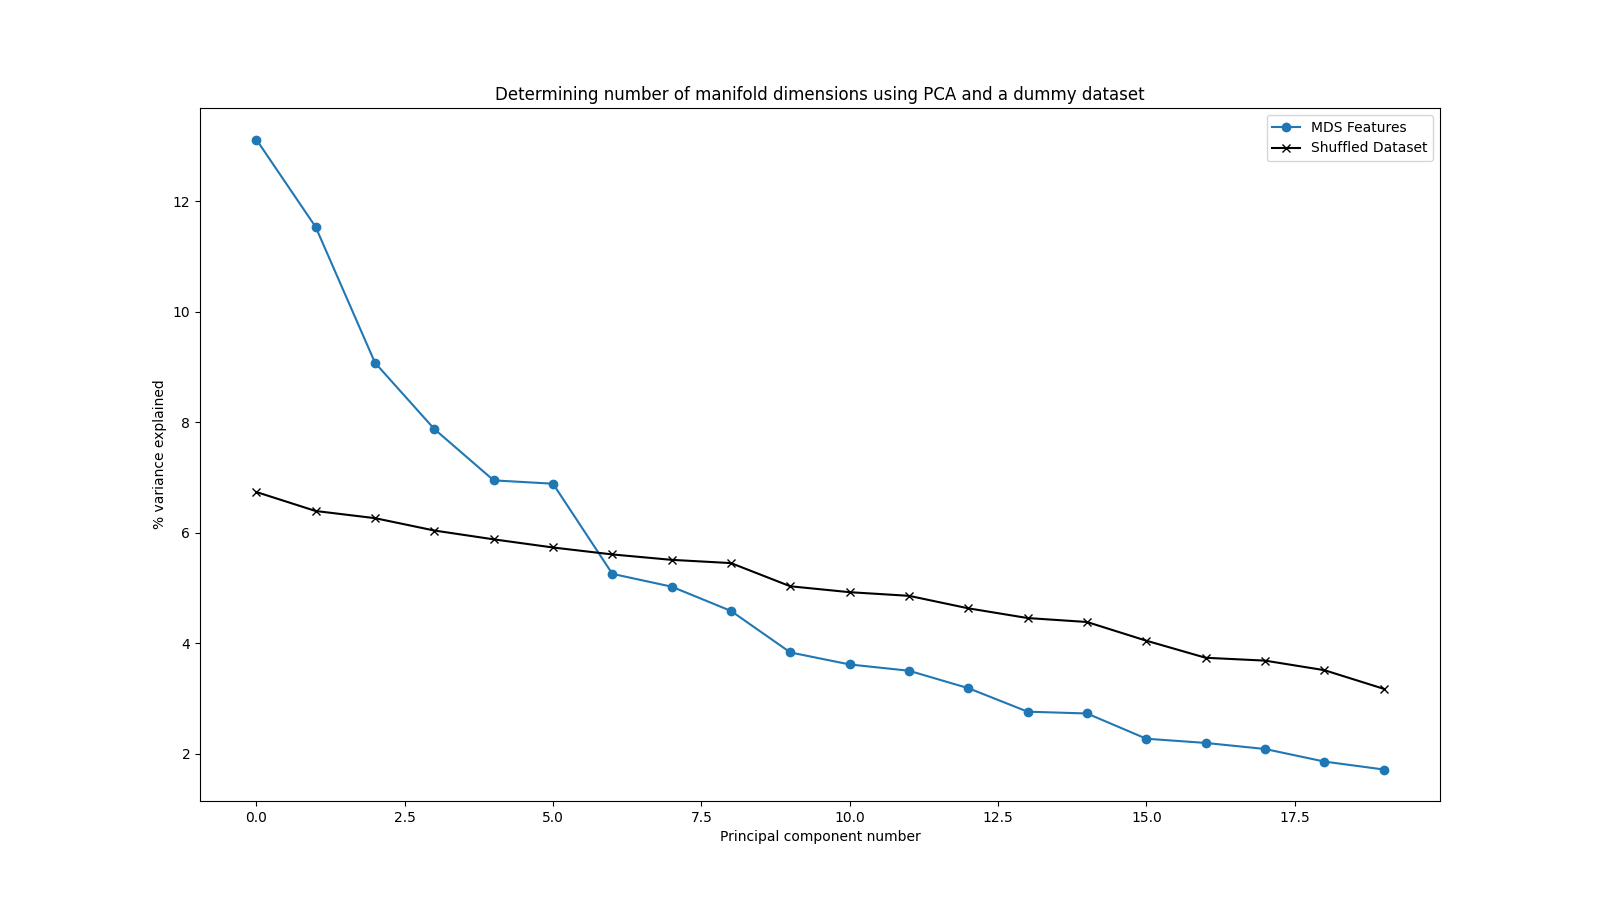 Determining number of manifold dimensions using PCA and a dummy dataset
MDS Features
Shuffled Dataset
12
10
8
6
4
2
% variance explained
0.0 2.5 5.0 7.5 10.0 12.5 15.0 17.5
Principal component number